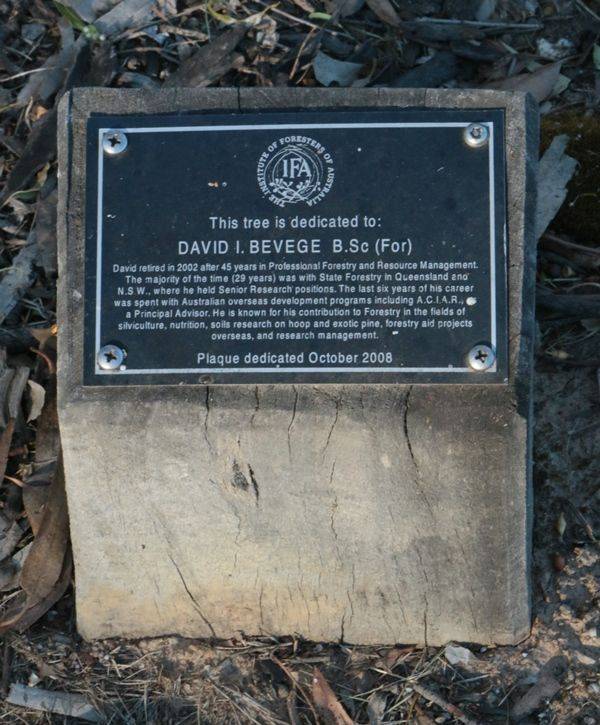 THE INSTITUTE OF FORESTERS OF AUSTRALIA
IFA
This tree is dedicated to:
DAVID I. BEVEGE B.Sc (For)
David retired in 2002 after 45 years in Professional Forestry and Resource Management.
The majority of the time (29 years) was with State Forestry in Queensland and
N.S.W., where he held Senior Research positions. The last six years of his career
was spent with Australian overseas development programs including A.C.I.A.R., as
a Principal Advisor. He is known for his contribution to Forestry in the fields of
silviculture, nutrition, soils research on hoop and exotic pine, forestry aid projects
overseas, and research management.
Plaque dedicated October 2008